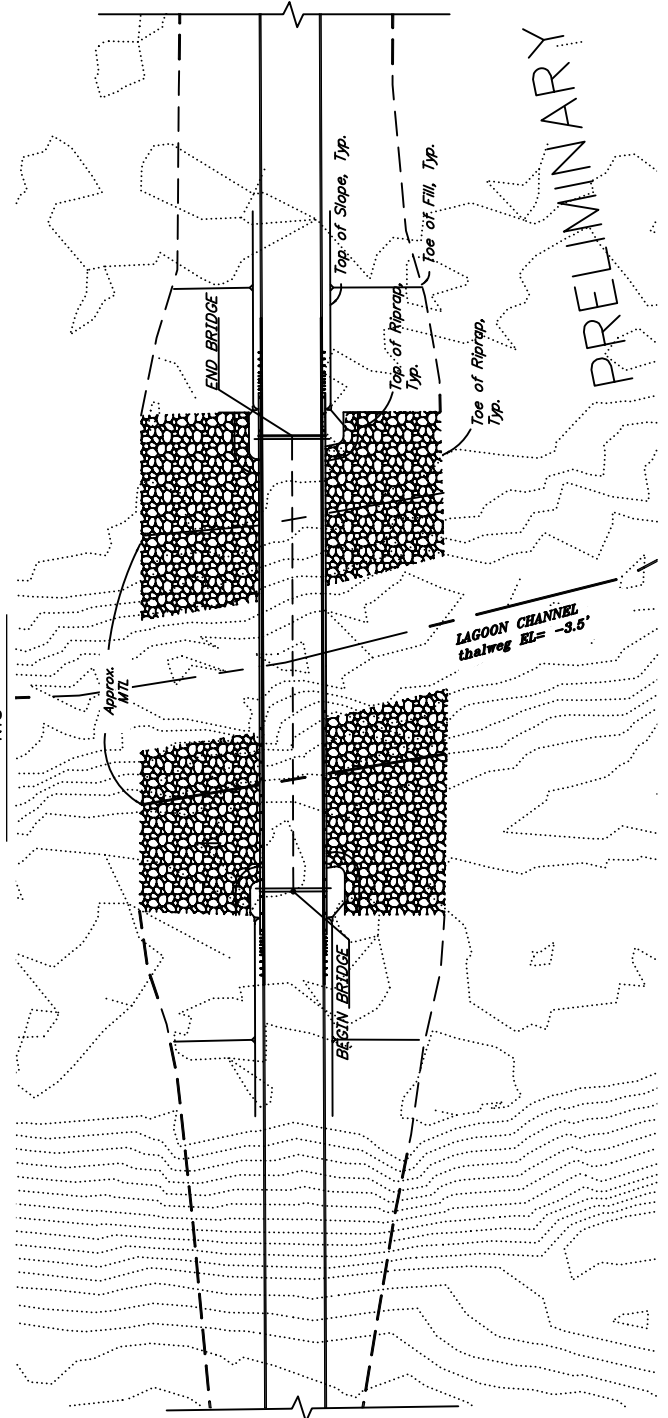 PRELIMINARY
Top of Slope, Typ.
Toe of Fill, Typ.
END BRIDGE
Top of Riprap,
Typ.
Toe of Riprap,
Typ.
LAGOON CHANNEL
thalweg EL= -3.5'
Approx.
MTL
BEGIN BRIDGE